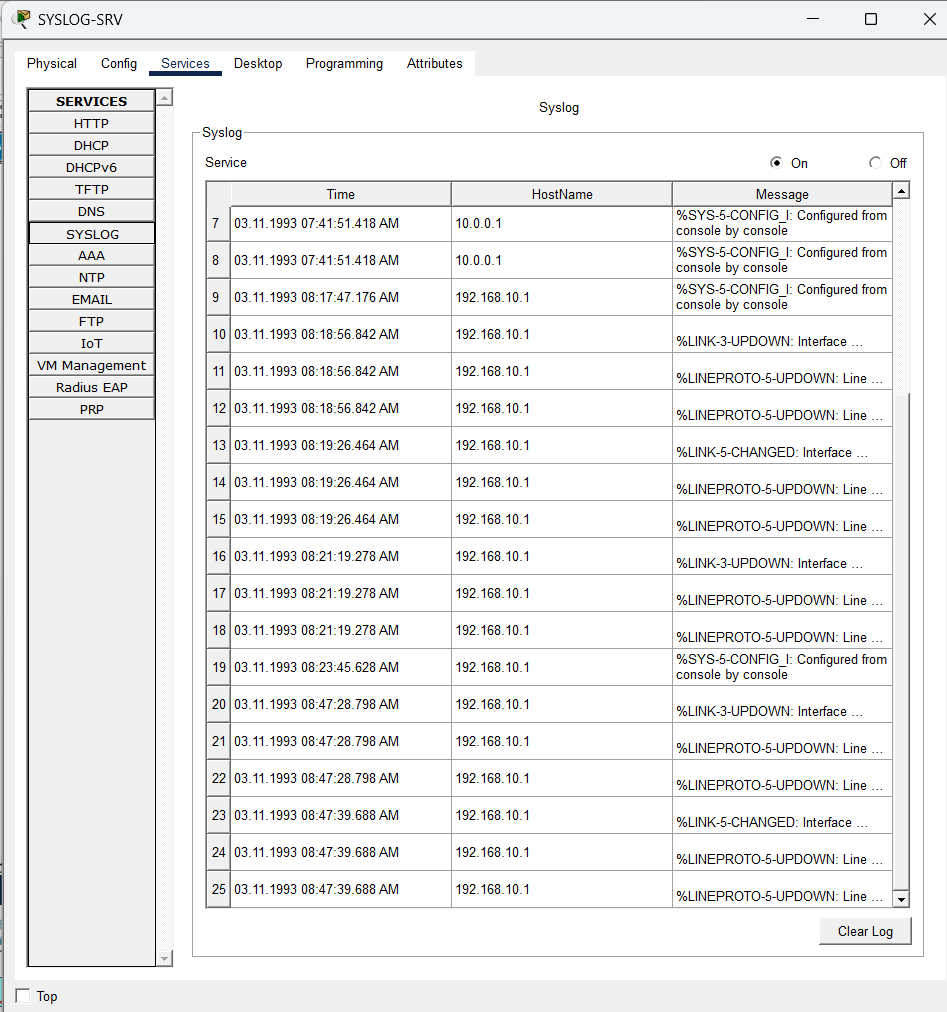 SYSLOG-SRV
Physical Config Services Desktop Programming Attributes
SERVICES
HTTP
DHCP
DHCPv6
TFTP
DNS
SYSLOG
AAA
NTP
EMAIL
FTP
IoT
VM Management
Radius EAP
PRP
Syslog
Syslog
Service On Off
Time HostName Message
7 03.11.1993 07:41:51.418 AM 10.0.0.1 %SYS-5-CONFIG_I: Configured from
console by console
8 03.11.1993 07:41:51.418 AM 10.0.0.1 %SYS-5-CONFIG_I: Configured from
console by console
9 03.11.1993 08:17:47.176 AM 192.168.10.1 %SYS-5-CONFIG_I: Configured from
console by console
10 03.11.1993 08:18:56.842 AM 192.168.10.1 %LINK-3-UPDOWN: Interface ...
11 03.11.1993 08:18:56.842 AM 192.168.10.1 %LINEPROTO-5-UPDOWN: Line ...
12 03.11.1993 08:18:56.842 AM 192.168.10.1 %LINEPROTO-5-UPDOWN: Line ...
13 03.11.1993 08:19:26.464 AM 192.168.10.1 %LINK-5-CHANGED: Interface ...
14 03.11.1993 08:19:26.464 AM 192.168.10.1 %LINEPROTO-5-UPDOWN: Line ...
15 03.11.1993 08:19:26.464 AM 192.168.10.1 %LINEPROTO-5-UPDOWN: Line ...
16 03.11.1993 08:21:19.278 AM 192.168.10.1 %LINK-3-UPDOWN: Interface ...
17 03.11.1993 08:21:19.278 AM 192.168.10.1 %LINEPROTO-5-UPDOWN: Line ...
18 03.11.1993 08:21:19.278 AM 192.168.10.1 %LINEPROTO-5-UPDOWN: Line ...
19 03.11.1993 08:23:45.628 AM 192.168.10.1 %SYS-5-CONFIG_I: Configured from
console by console
20 03.11.1993 08:47:28.798 AM 192.168.10.1 %LINK-3-UPDOWN: Interface ...
21 03.11.1993 08:47:28.798 AM 192.168.10.1 %LINEPROTO-5-UPDOWN: Line ...
22 03.11.1993 08:47:28.798 AM 192.168.10.1 %LINEPROTO-5-UPDOWN: Line ...
23 03.11.1993 08:47:39.688 AM 192.168.10.1 %LINK-5-CHANGED: Interface ...
24 03.11.1993 08:47:39.688 AM 192.168.10.1 %LINEPROTO-5-UPDOWN: Line ...
25 03.11.1993 08:47:39.688 AM 192.168.10.1 %LINEPROTO-5-UPDOWN: Line ...
Clear Log
Top